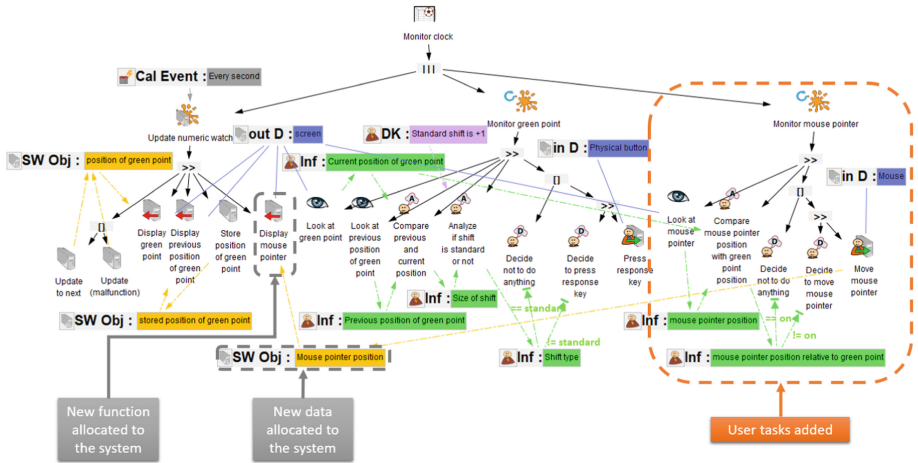 Monitor clock
|||
Cal Event : Every second
Update numeric watch
out D : screen
DK : Standard shift is +1
Monitor green point
Monitor mouse pointer
SW Obj : position of green point
>>
Inf : Current position of green point
>>
in D : Physical button
>>
in D : Mouse
[]
[]
>>
[]
>>
A
A
D
D
A
D
D
Update
to next
Update
(malfunction)
Display
green
point
Display
previous
position
of green
point
Store
position
of green
point
Display
mouse
pointer
Look at
green point
Look at
previous
position
of green
point
Compare
previous
and
current
position
Analyze
if shift
is standard
or not
Decide
not to do
anything
Decide
to press
response
key
Press
response
key
Look at
mouse
pointer
Compare
mouse pointer
position with
green point
position
Decide
not to do
anything
Decide
to move
mouse
pointer
Move
mouse
pointer
SW Obj : stored position of green point
Inf : Previous position of green point
Inf : Size of shift
== standard
!= standard
Inf : mouse pointer position
== on
!= on
SW Obj : Mouse pointer position
Inf : Shift type
Inf : mouse pointer position relative to green point
New function
allocated to
the system
New data
allocated to
the system
User tasks added